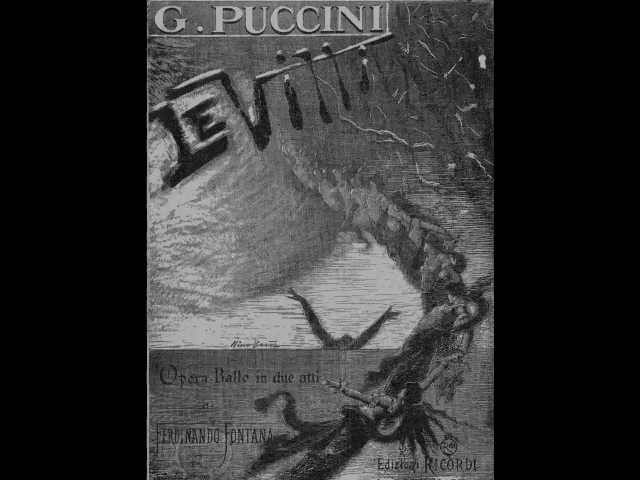 G. PUCCINI
LE Villi
Opera Ballo in due atti
di
FERDINANDO FONTANA
Edizioni RICORDI